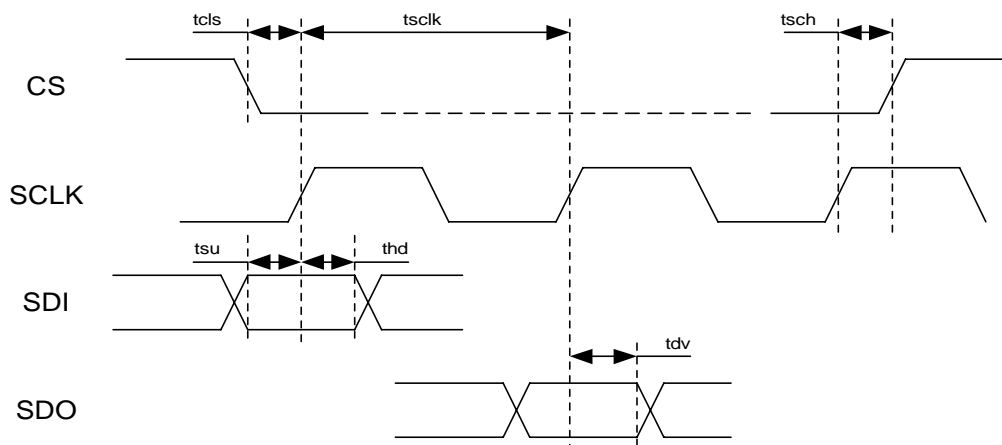 tcls tsclk tsch
CS
SCLK
tsu thd
SDI
tdv
SDO